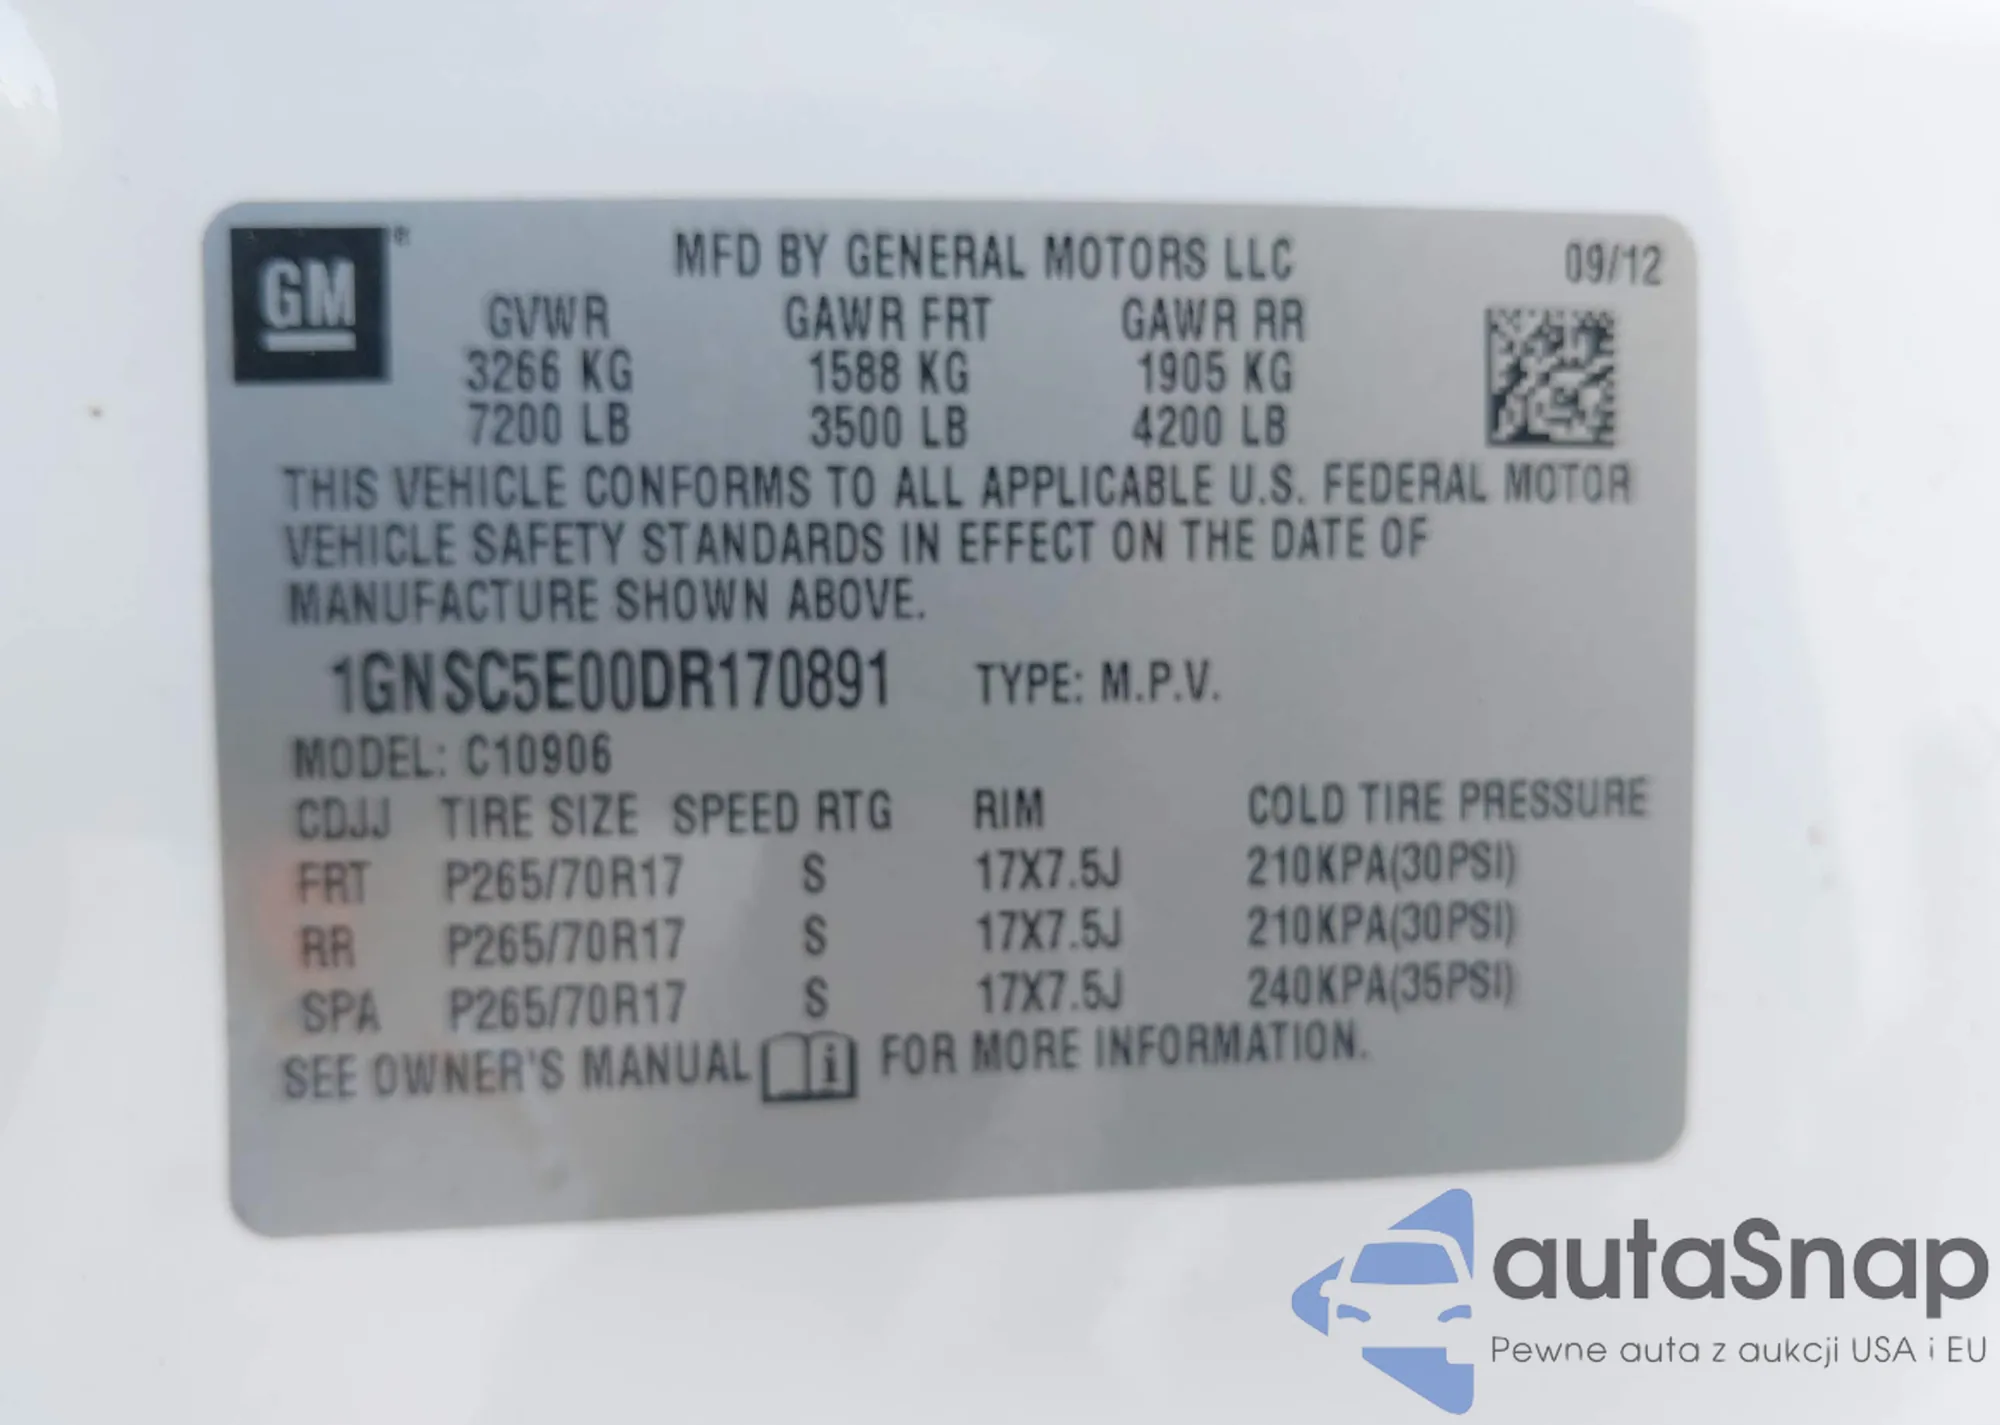 GM
MFD BY GENERAL MOTORS LLC 09/12
GVWR GAWR FRT GAWR RR
3266 KG 1588 KG 1905 KG
7200 LB 3500 LB 4200 LB
THIS VEHICLE CONFORMS TO ALL APPLICABLE U.S. FEDERAL MOTOR
VEHICLE SAFETY STANDARDS IN EFFECT ON THE DATE OF
MANUFACTURE SHOWN ABOVE.
1GNSC5E00DR170891 TYPE: M.P.V.
MODEL: C10906
CDJJ TIRE SIZE SPEED RTG RIM COLD TIRE PRESSURE
FRT P265/70R17 S 17X7.5J 210KPA(30PSI)
RR P265/70R17 S 17X7.5J 210KPA(30PSI)
SPA P265/70R17 S 17X7.5J 240KPA(35PSI)
SEE OWNER'S MANUAL i FOR MORE INFORMATION.
autaSnap
Pewne auta z aukcji USA i EU